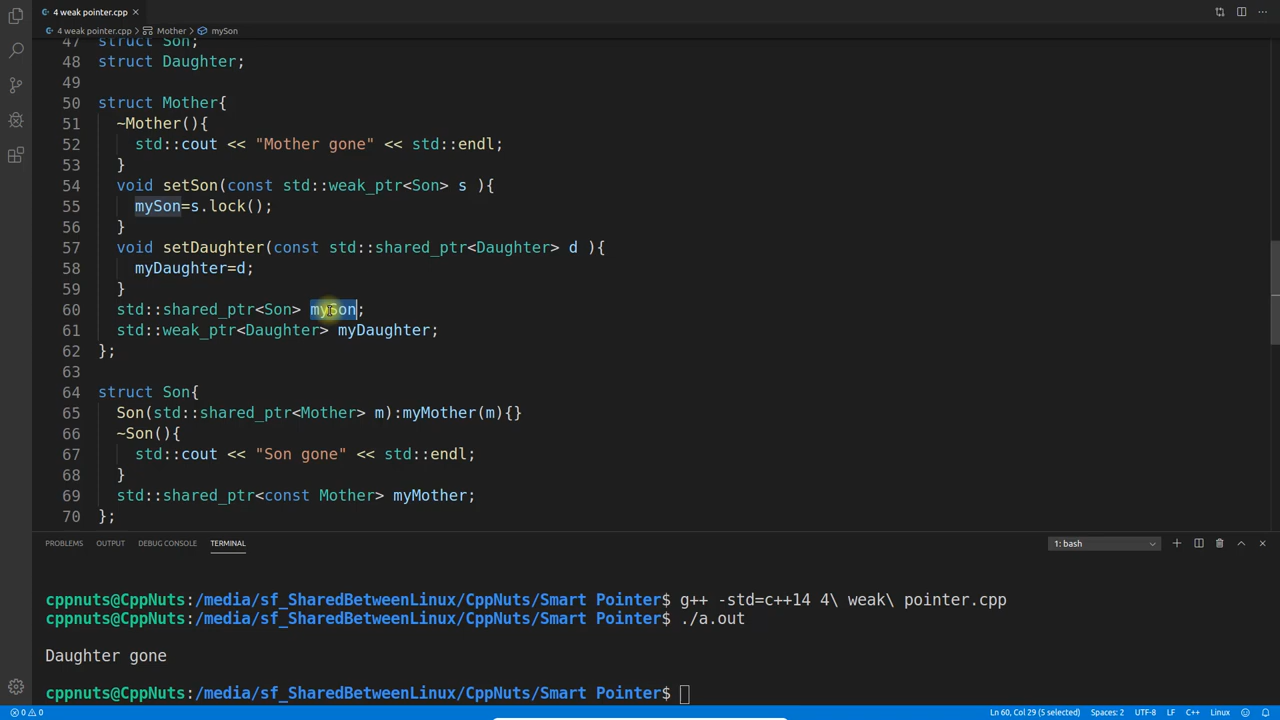 4 weak pointer.cpp ×
4 weak pointer.cpp > Mother > mySon
47 struct Son;
48 struct Daughter;
49
50 struct Mother{
51 ~Mother(){
52 std::cout << "Mother gone" << std::endl;
53 }
54 void setSon(const std::weak_ptr<Son> s ){
55 mySon=s.lock();
56 }
57 void setDaughter(const std::shared_ptr<Daughter> d ){
58 myDaughter=d;
59 }
60 std::shared_ptr<Son> mySon;
61 std::weak_ptr<Daughter> myDaughter;
62 };
63
64 struct Son{
65 Son(std::shared_ptr<Mother> m):myMother(m){}
66 ~Son(){
67 std::cout << "Son gone" << std::endl;
68 }
69 std::shared_ptr<const Mother> myMother;
70 };
PROBLEMS OUTPUT DEBUG CONSOLE TERMINAL 1: bash
cppnuts@CppNuts:/media/sf_SharedBetweenLinux/CppNuts/Smart Pointer$ g++ -std=c++14 4\ weak\ pointer.cpp
cppnuts@CppNuts:/media/sf_SharedBetweenLinux/CppNuts/Smart Pointer$ ./a.out
Daughter gone
cppnuts@CppNuts:/media/sf_SharedBetweenLinux/CppNuts/Smart Pointer$
0 0 Ln 60, Col 29 (5 selected) Spaces: 2 UTF-8 LF C++ Linux